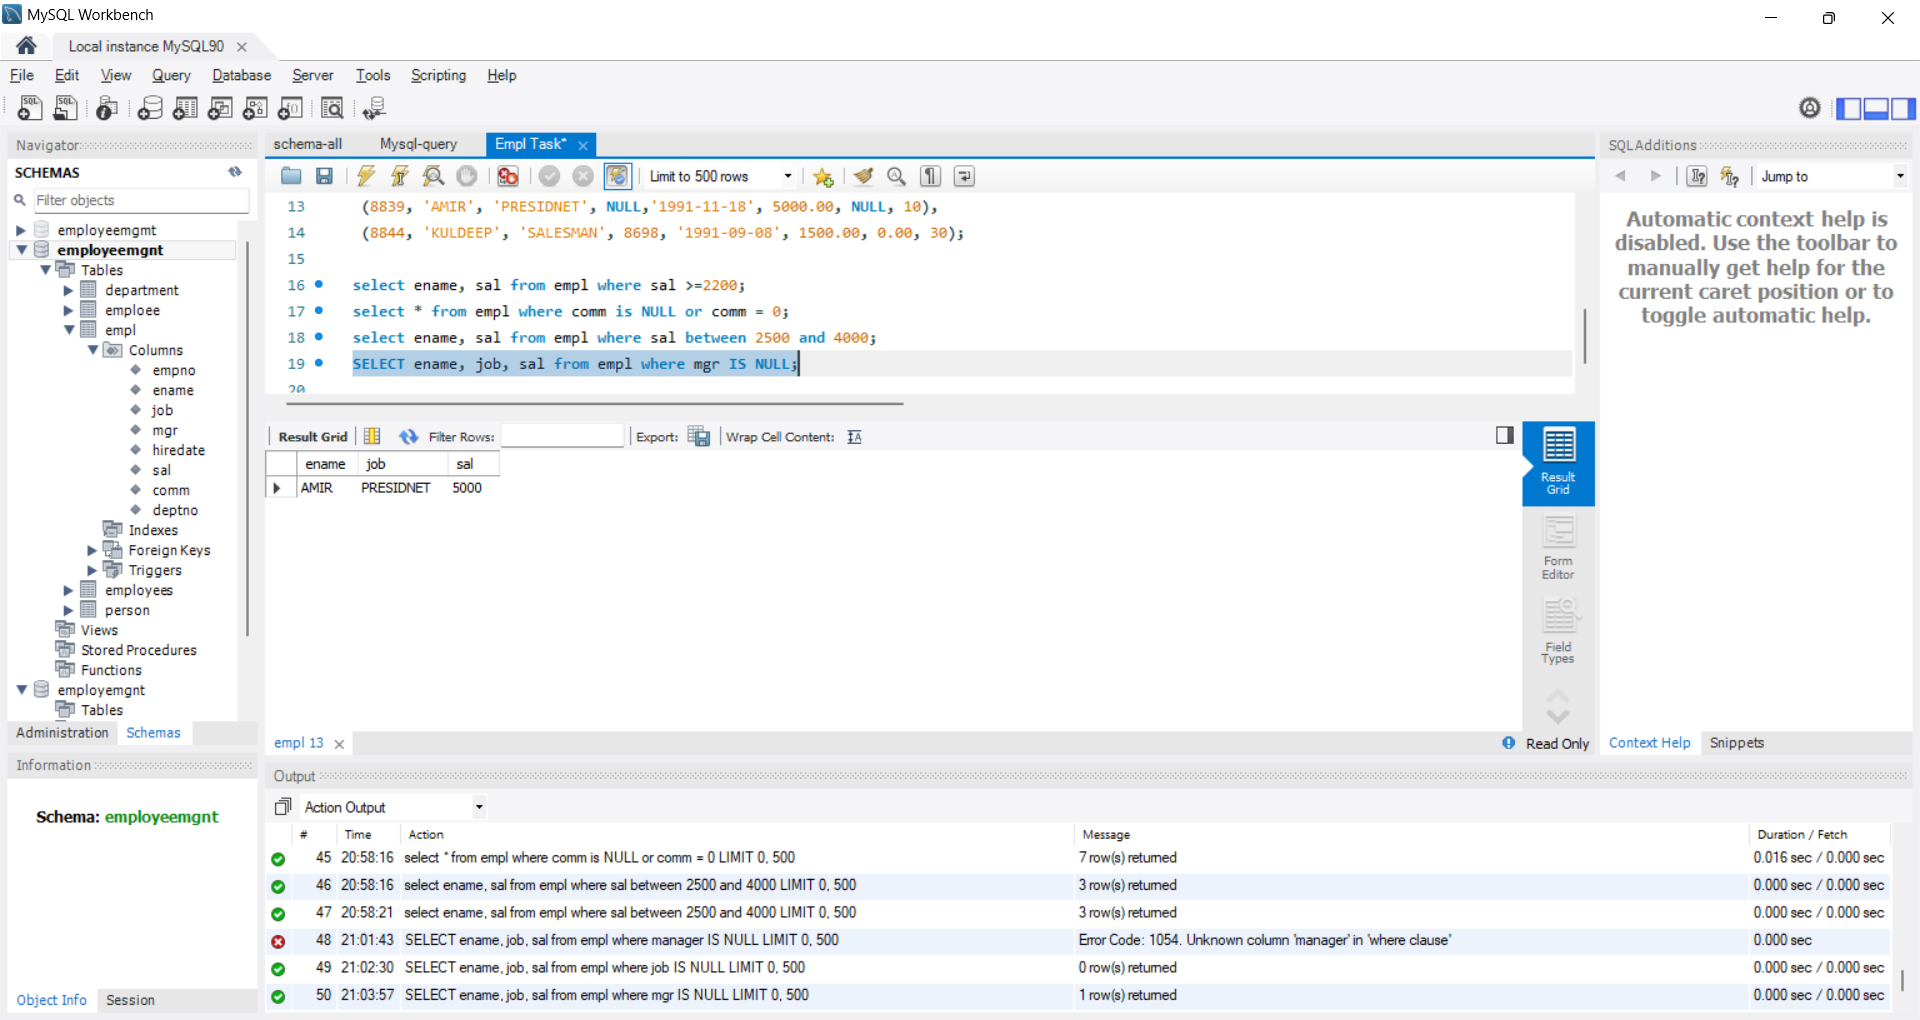 MySQL Workbench
Local instance MySQL90
File Edit View Query Database Server Tools Scripting Help
Navigator
SCHEMAS
Filter objects
employeemgmt
employeemgnt
Tables
department
emploee
empl
Columns
empno
ename
job
mgr
hiredate
sal
comm
deptno
Indexes
Foreign Keys
Triggers
employees
person
Views
Stored Procedures
Functions
employemgnt
Tables
Administration Schemas
Information
Schema: employeemgnt
Object Info Session
schema-all Mysql-query Empl Task*
Limit to 500 rows
13 (8839, 'AMIR', 'PRESIDNET', NULL,'1991-11-18', 5000.00, NULL, 10),
14 (8844, 'KULDEEP', 'SALESMAN', 8698, '1991-09-08', 1500.00, 0.00, 30);
15
16 select ename, sal from empl where sal >=2200;
17 select * from empl where comm is NULL or comm = 0;
18 select ename, sal from empl where sal between 2500 and 4000;
19 SELECT ename, job, sal from empl where mgr IS NULL;
20
Result Grid Filter Rows: Export: Wrap Cell Content:
ename job sal
AMIR PRESIDNET 5000
Result Grid
Form Editor
Field Types
empl 13
Read Only
SQLAdditions
Jump to
Automatic context help is
disabled. Use the toolbar to
manually get help for the
current caret position or to
toggle automatic help.
Context Help Snippets
Output
Action Output
# Time Action Message Duration / Fetch
45 20:58:16 select * from empl where comm is NULL or comm = 0 LIMIT 0, 500 7 row(s) returned 0.016 sec / 0.000 sec
46 20:58:16 select ename, sal from empl where sal between 2500 and 4000 LIMIT 0, 500 3 row(s) returned 0.000 sec / 0.000 sec
47 20:58:21 select ename, sal from empl where sal between 2500 and 4000 LIMIT 0, 500 3 row(s) returned 0.000 sec / 0.000 sec
48 21:01:43 SELECT ename, job, sal from empl where manager IS NULL LIMIT 0, 500 Error Code: 1054. Unknown column 'manager' in 'where clause' 0.000 sec
49 21:02:30 SELECT ename, job, sal from empl where job IS NULL LIMIT 0, 500 0 row(s) returned 0.000 sec / 0.000 sec
50 21:03:57 SELECT ename, job, sal from empl where mgr IS NULL LIMIT 0, 500 1 row(s) returned 0.000 sec / 0.000 sec